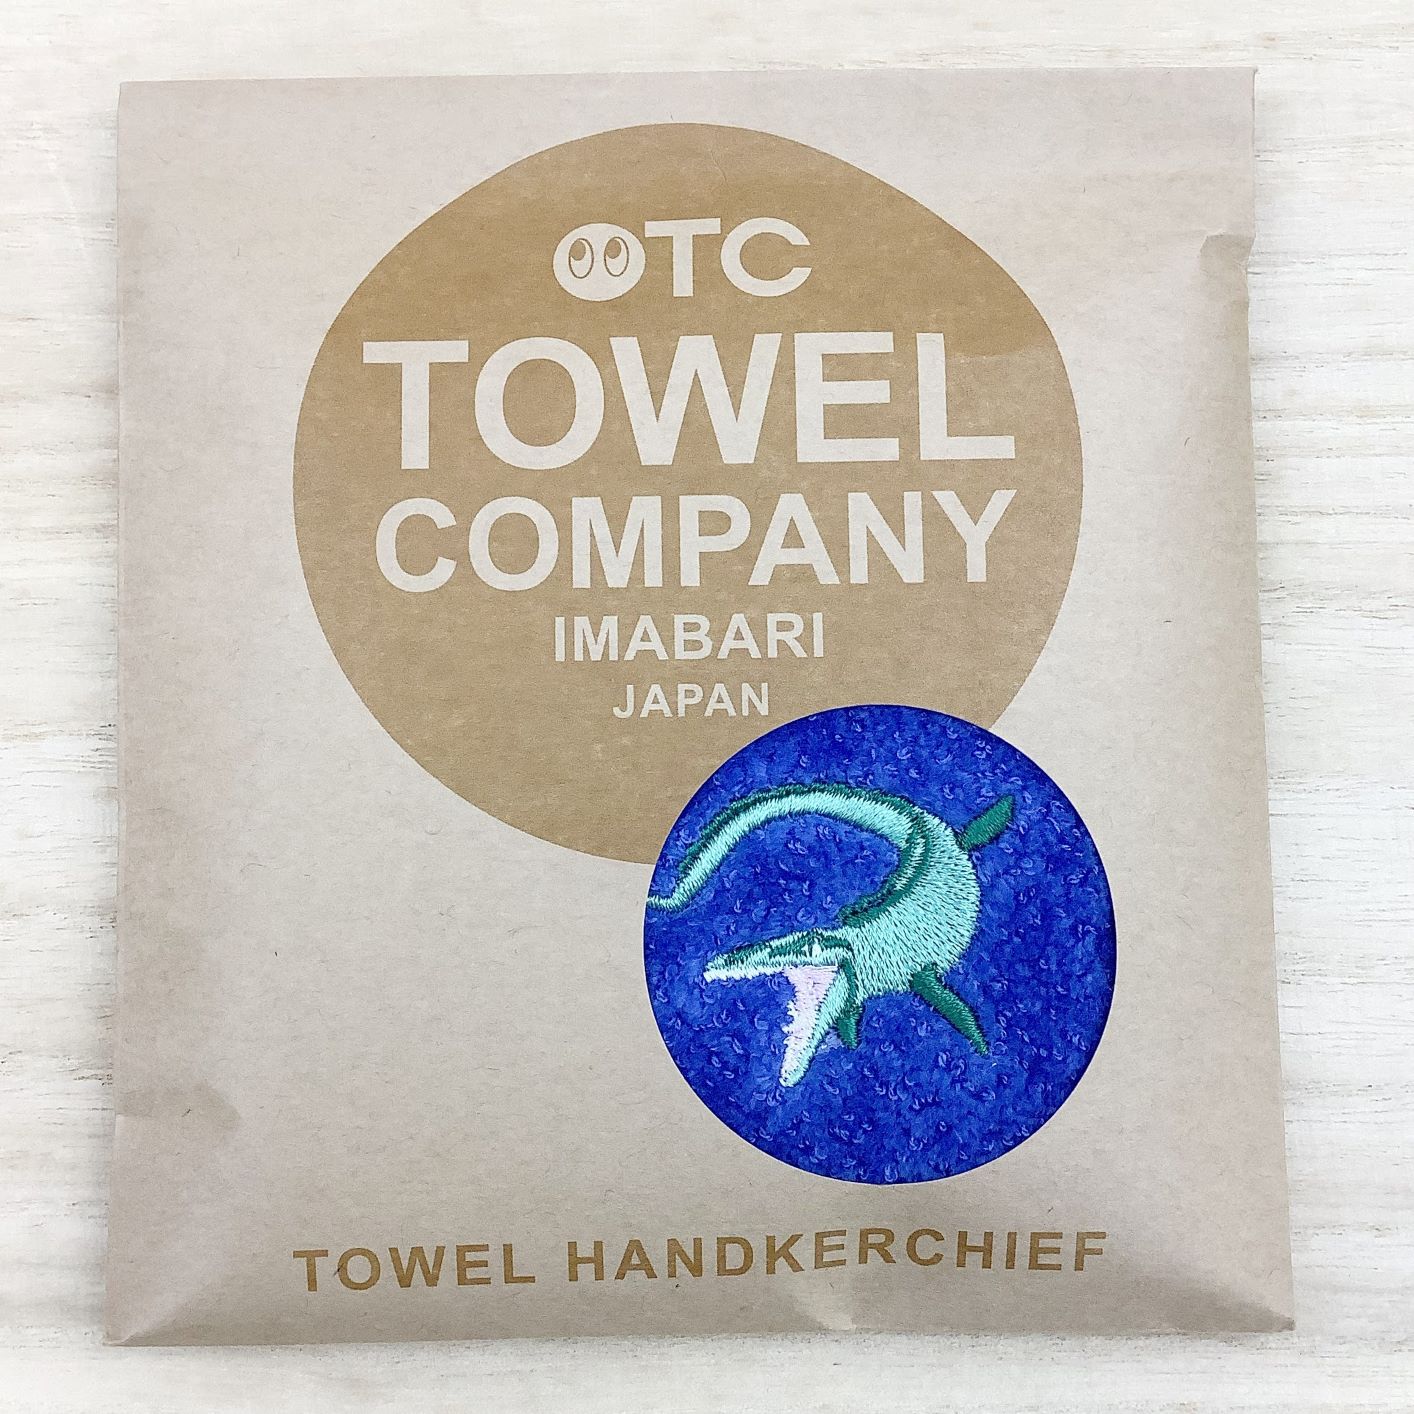 OTC
TOWEL
COMPANY
IMABARI
JAPAN
TOWEL HANDKERCHIEF